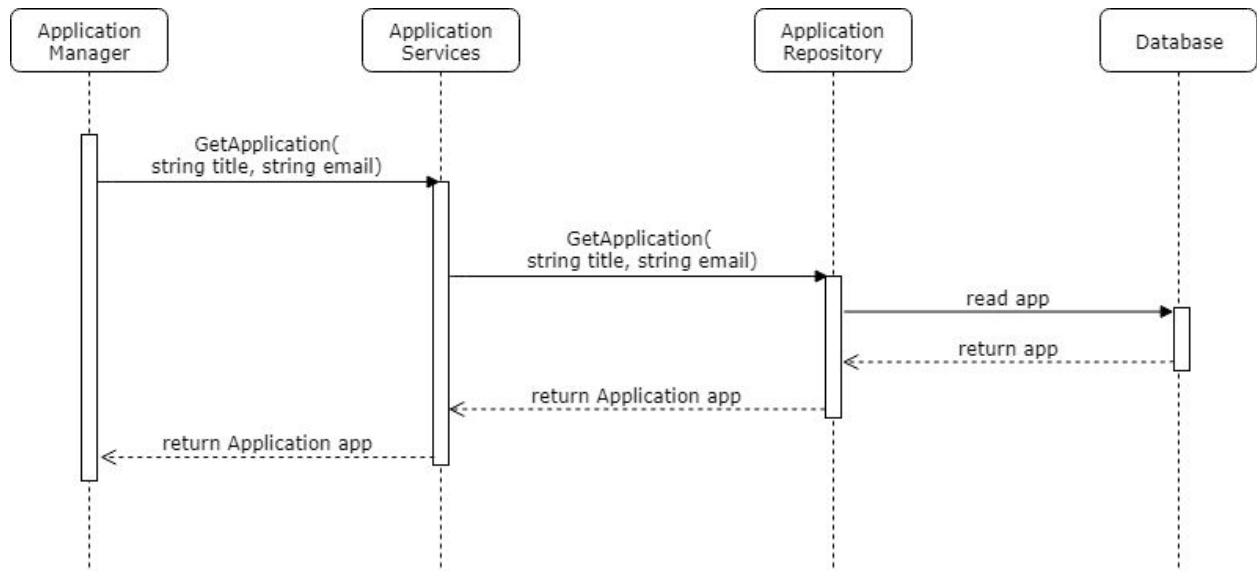 Application
Manager
Application
Services
Application
Repository
Database
GetApplication(
string title, string email)
GetApplication(
string title, string email)
read app
return app
return Application app
return Application app